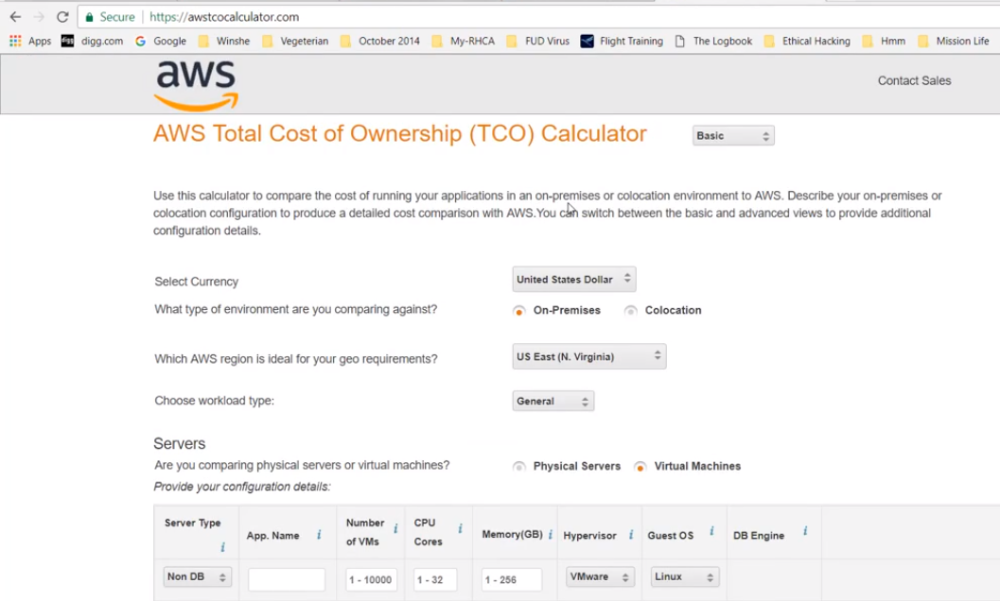 Secure https://awstcocalculator.com
Apps digg.com Google Winshe Vegeterian October 2014 My-RHCA FUD Virus Flight Training The Logbook Ethical Hacking Hmm Mission Life
aws
Contact Sales
AWS Total Cost of Ownership (TCO) Calculator Basic
Use this calculator to compare the cost of running your applications in an on-premises or colocation environment to AWS. Describe your on-premises or
colocation configuration to produce a detailed cost comparison with AWS.You can switch between the basic and advanced views to provide additional
configuration details.
Select Currency United States Dollar
What type of environment are you comparing against? On-Premises Colocation
Which AWS region is ideal for your geo requirements? US East (N. Virginia)
Choose workload type: General
Servers
Are you comparing physical servers or virtual machines? Physical Servers Virtual Machines
Provide your configuration details:
Server Type i App. Name i Number of VMs i CPU Cores i Memory(GB) i Hypervisor i Guest OS i DB Engine i
Non DB 1 - 10000 1 - 32 1 - 256 VMware Linux